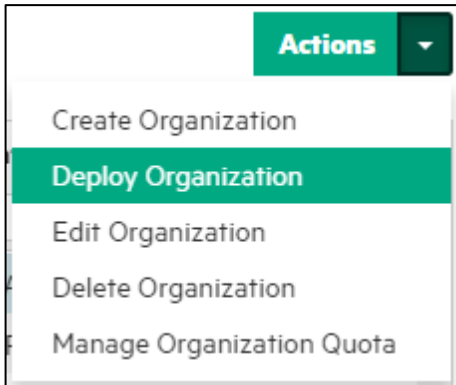 Actions
Create Organization
Deploy Organization
Edit Organization
Delete Organization
Manage Organization Quota